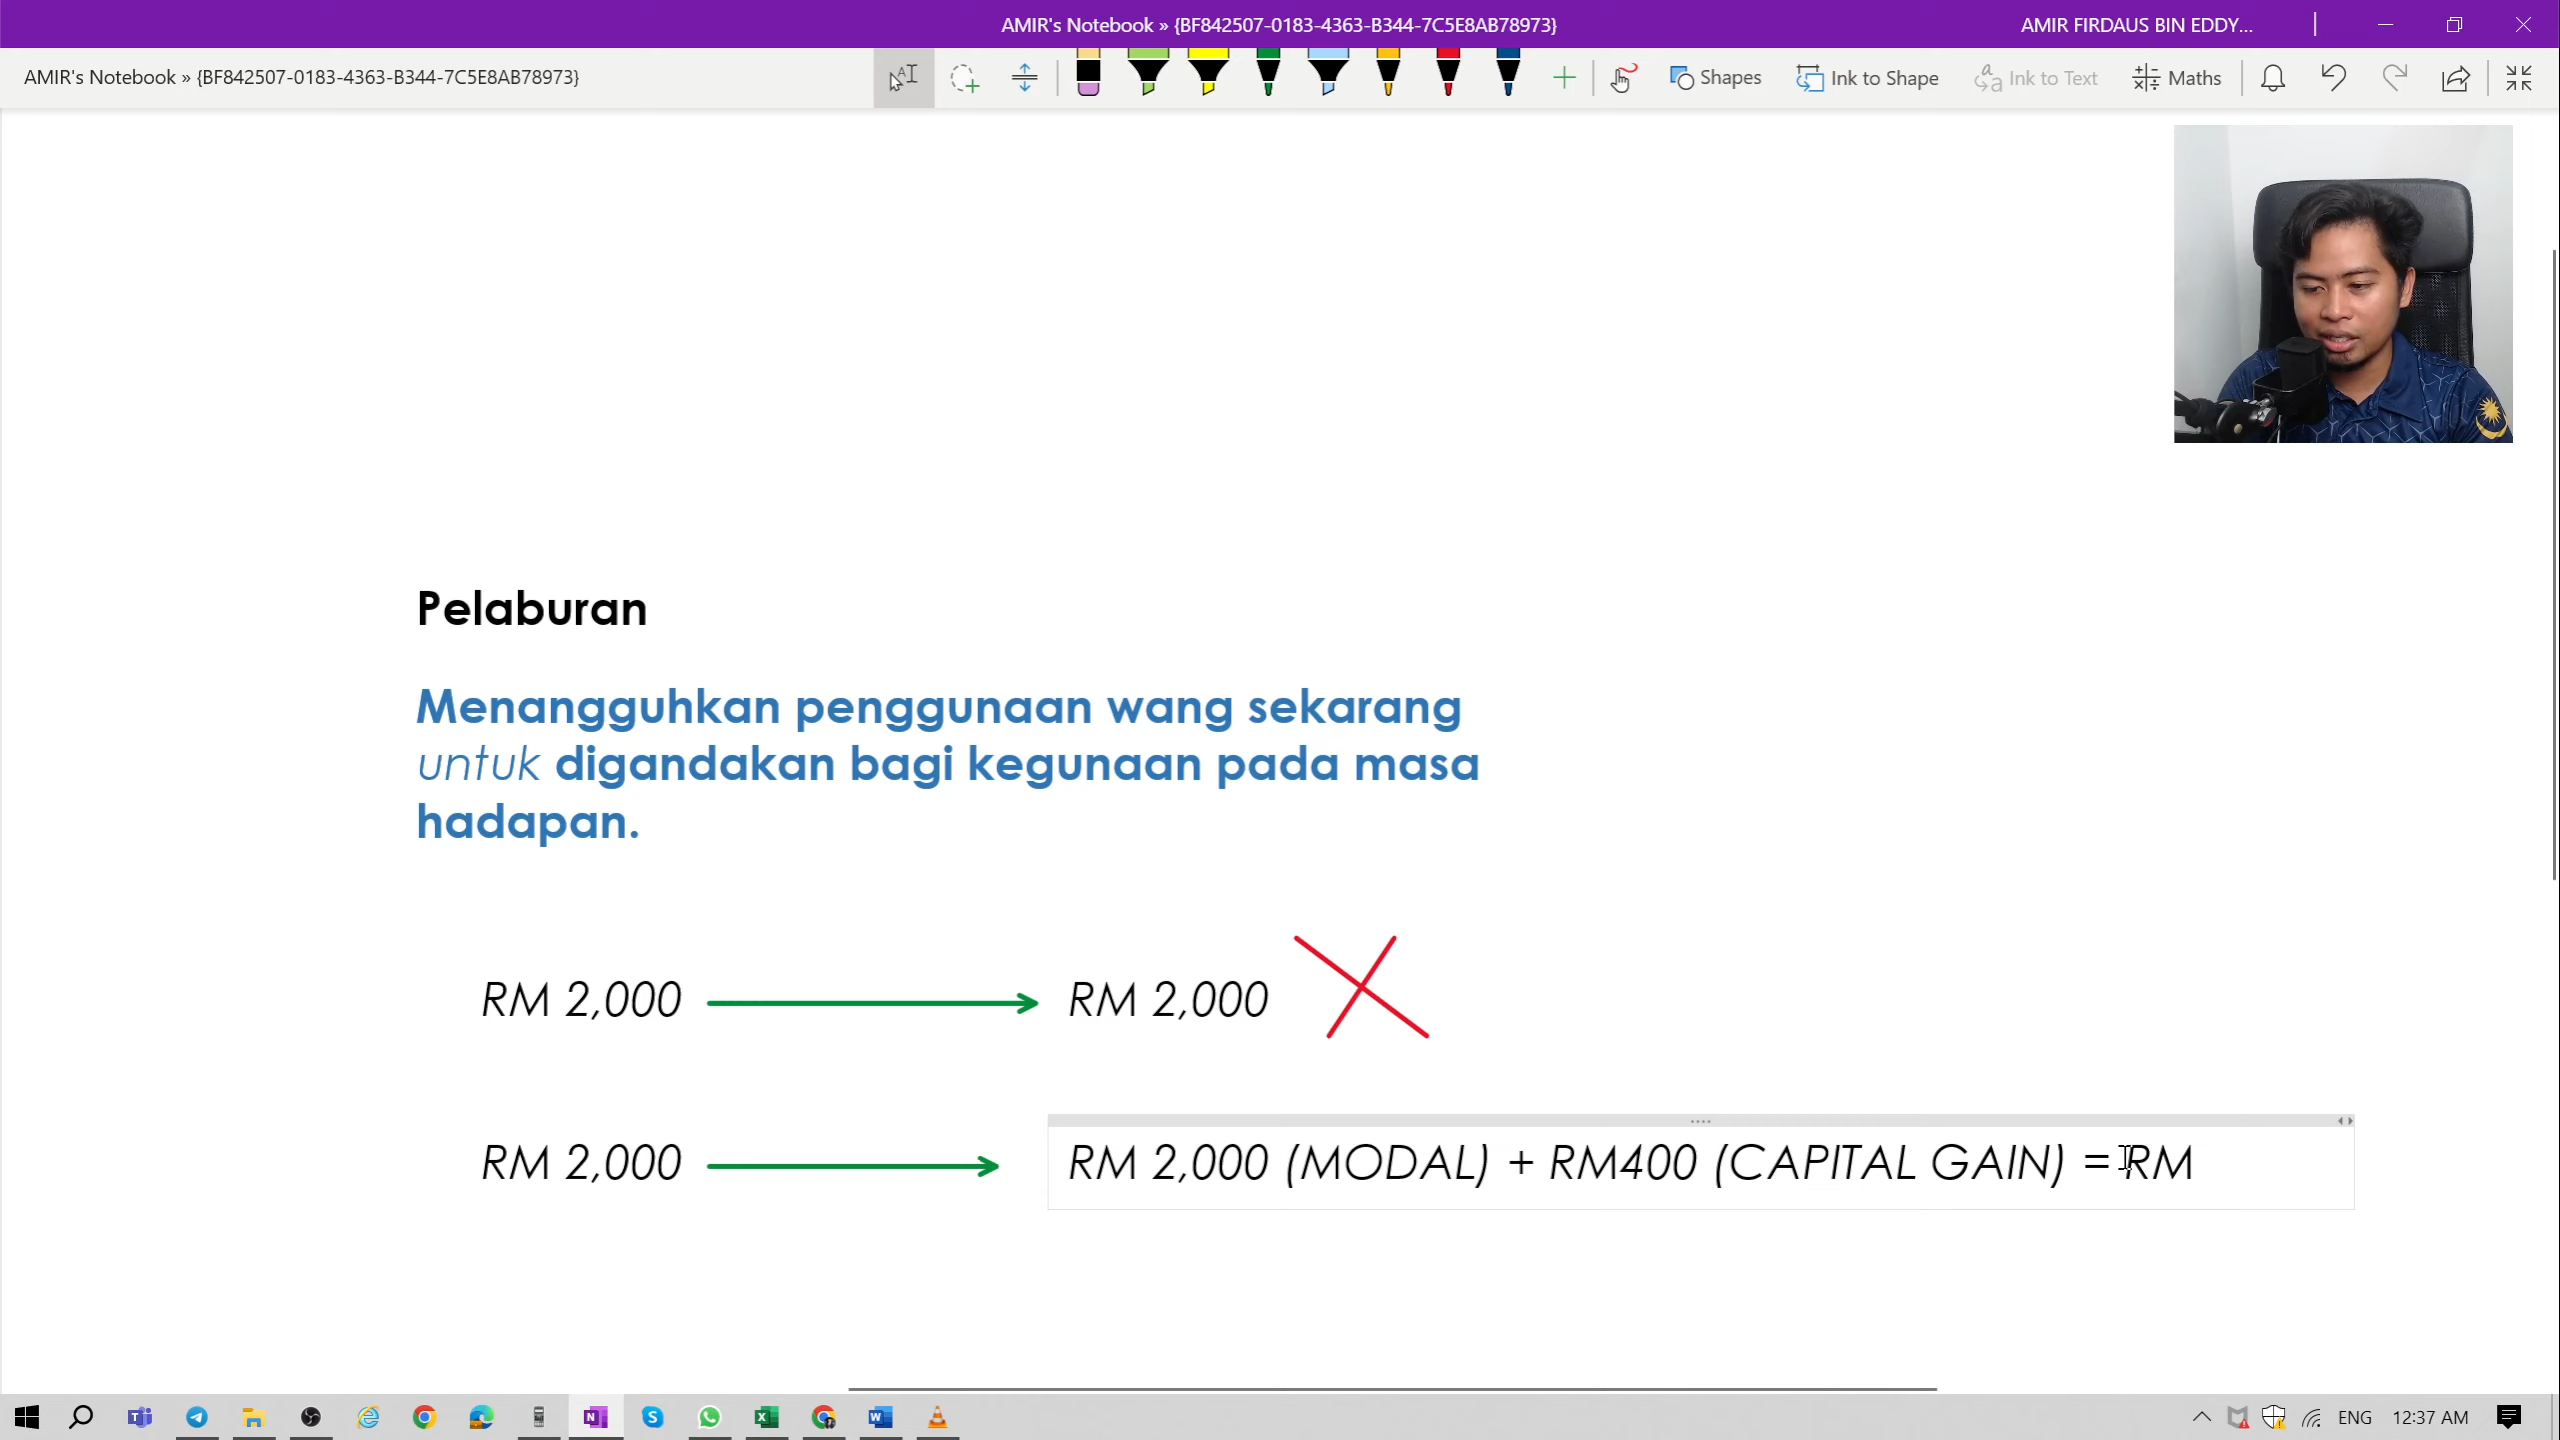 AMIR's Notebook » {BF842507-0183-4363-B344-7C5E8AB78973}
AMIR FIRDAUS BIN EDDY...
AMIR's Notebook » {BF842507-0183-4363-B344-7C5E8AB78973}
Shapes
Ink to Shape
Ink to Text
Maths
Pelaburan
Menangguhkan penggunaan wang sekarang
untuk digandakan bagi kegunaan pada masa
hadapan.
RM 2,000
RM 2,000
RM 2,000
RM 2,000 (MODAL) + RM400 (CAPITAL GAIN) = RM
ENG
12:37 AM